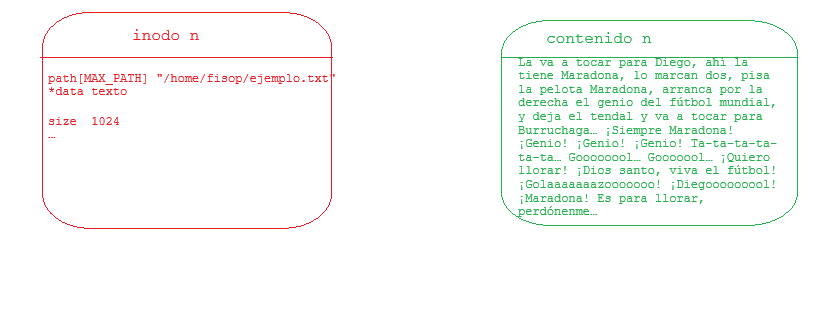 inodo n
path[MAX_PATH] "/home/fisop/ejemplo.txt"
*data texto
size 1024
…
contenido n
La va a tocar para Diego, ahí la
tiene Maradona, lo marcan dos, pisa
la pelota Maradona, arranca por la
derecha el genio del fútbol mundial,
y deja el tendal y va a tocar para
Burruchaga… ¡Siempre Maradona!
¡Genio! ¡Genio! ¡Genio! Ta-ta-ta-ta-
ta-ta… Goooooool… Gooooool… ¡Quiero
llorar! ¡Dios santo, viva el fútbol!
¡Golaaaaaaazooooooo! ¡Diegooooooool!
¡Maradona! Es para llorar,
perdónenme…